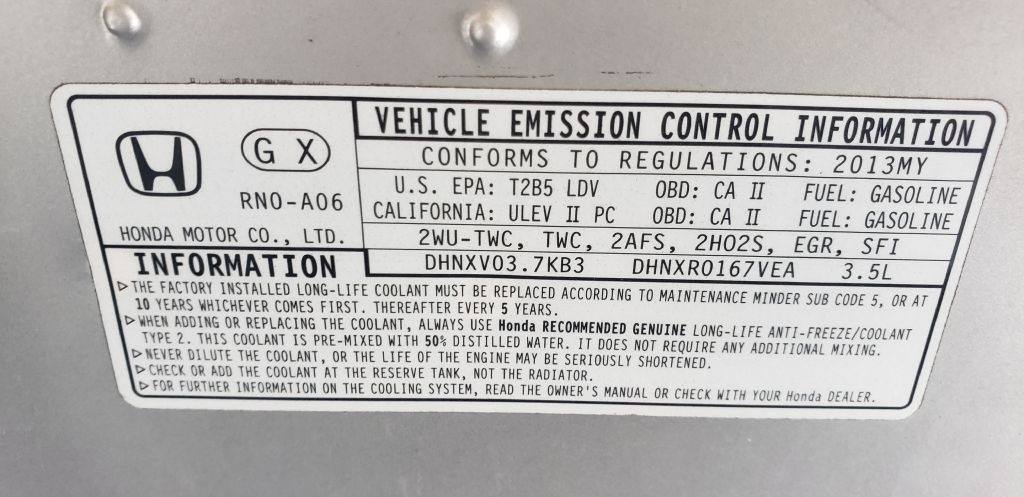 VEHICLE EMISSION CONTROL INFORMATION
G X
CONFORMS TO REGULATIONS: 2013MY
RN0-A06
U.S. EPA: T2B5 LDV OBD: CA II FUEL: GASOLINE
CALIFORNIA: ULEV II PC OBD: CA II FUEL: GASOLINE
HONDA MOTOR CO., LTD.
2WU-TWC, TWC, 2AFS, 2HO2S, EGR, SFI
INFORMATION
DHNXV03.7KB3 DHNXR0167VEA 3.5L
▷THE FACTORY INSTALLED LONG-LIFE COOLANT MUST BE REPLACED ACCORDING TO MAINTENANCE MINDER SUB CODE 5, OR AT
10 YEARS WHICHEVER COMES FIRST. THEREAFTER EVERY 5 YEARS.
▷WHEN ADDING OR REPLACING THE COOLANT, ALWAYS USE Honda RECOMMENDED GENUINE LONG-LIFE ANTI-FREEZE/COOLANT
TYPE 2. THIS COOLANT IS PRE-MIXED WITH 50% DISTILLED WATER. IT DOES NOT REQUIRE ANY ADDITIONAL MIXING.
▷NEVER DILUTE THE COOLANT, OR THE LIFE OF THE ENGINE MAY BE SERIOUSLY SHORTENED.
▷CHECK OR ADD THE COOLANT AT THE RESERVE TANK, NOT THE RADIATOR.
▷FOR FURTHER INFORMATION ON THE COOLING SYSTEM, READ THE OWNER'S MANUAL OR CHECK WITH YOUR Honda DEALER.